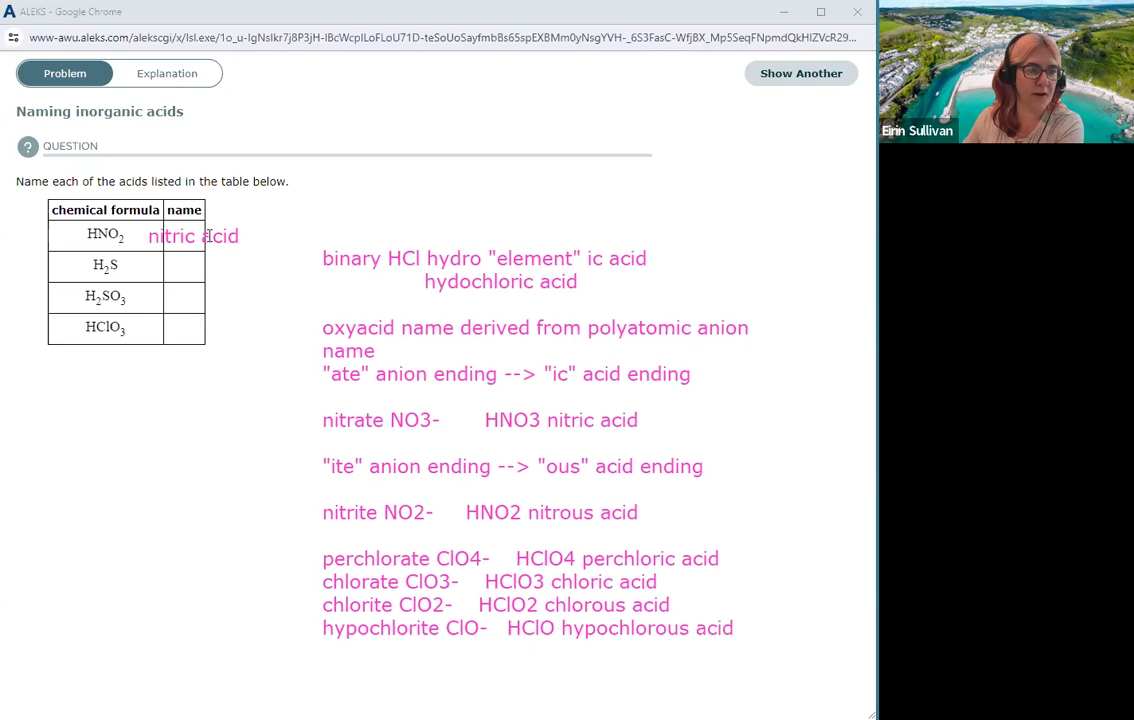 ALEKS - Google Chrome
www-awu.aleks.com/alekscgi/x/Isl.exe/1o_u-IgNsIkr7j8P3jH-IBcWcpILoFLoU71D-teSoUoSayfmbBs65spEXBMm0yNsgYVH-_6S3FasC-WfjBX_Mp5SeqFNpmdQkHIZVcR29...
Problem Explanation Show Another
Naming inorganic acids
? QUESTION
Name each of the acids listed in the table below.
chemical formula name
HNO2 nitric acid
binary HCl hydro "element" ic acid
H2S
hydochloric acid
H2SO3
HClO3
oxyacid name derived from polyatomic anion
name
"ate" anion ending --> "ic" acid ending
nitrate NO3- HNO3 nitric acid
"ite" anion ending --> "ous" acid ending
nitrite NO2- HNO2 nitrous acid
perchlorate ClO4- HClO4 perchloric acid
chlorate ClO3- HClO3 chloric acid
chlorite ClO2- HClO2 chlorous acid
hypochlorite ClO- HClO hypochlorous acid
Eirin Sullivan